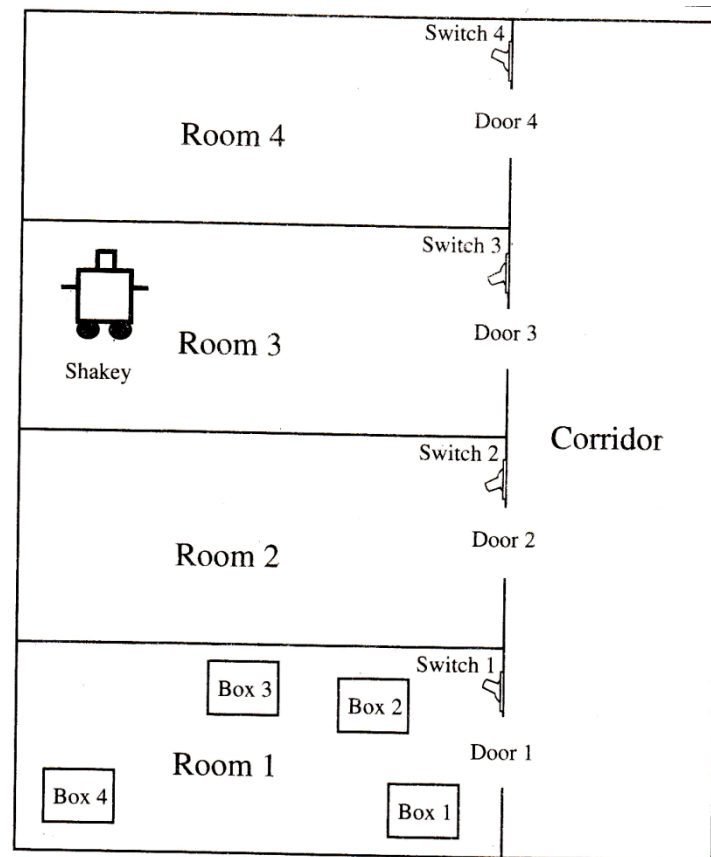 Switch 4
Door 4
Room 4
Switch 3
Door 3
Room 3
Shakey
Corridor
Switch 2
Door 2
Room 2
Switch 1
Box 3
Box 2
Door 1
Room 1
Box 4
Box 1